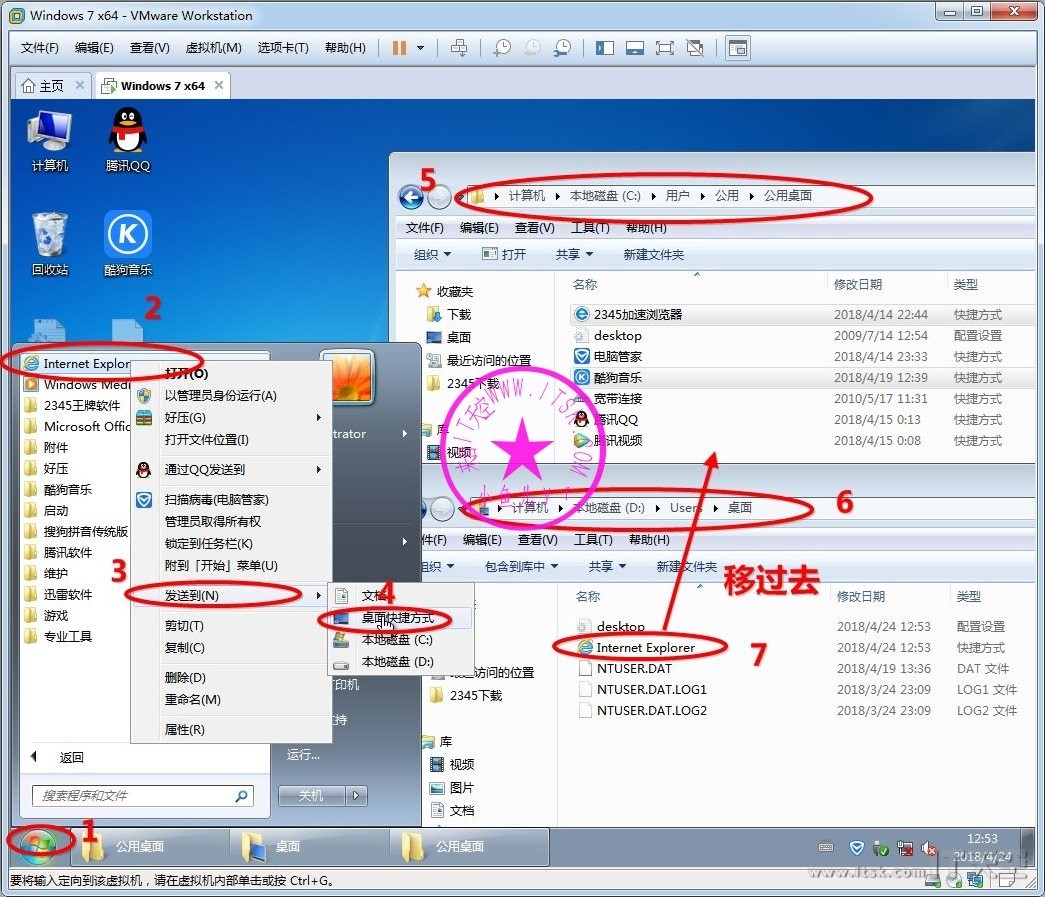 Windows 7 x64 - VMware Workstation
文件(F) 编辑(E) 查看(V) 虚拟机(M) 选项卡(T) 帮助(H)
主页 Windows 7 x64
计算机
腾讯QQ
回收站
酷狗音乐
2
5
计算机 本地磁盘 (C:) 用户 公用 公用桌面
文件(F) 编辑(E) 查看(V) 工具(T) 帮助(H)
组织 打开 共享 新建文件夹
收藏夹
下载
桌面
最近访问的位置
2345下载
库
视频
名称 修改日期 类型
2345加速浏览器 2018/4/14 22:44 快捷方式
desktop 2009/7/14 12:54 配置设置
电脑管家 2018/4/14 23:33 快捷方式
酷狗音乐 2018/4/19 12:39 快捷方式
宽带连接 2010/5/17 11:31 快捷方式
腾讯QQ 2018/4/15 0:13 快捷方式
腾讯视频 2018/4/15 0:08 快捷方式
WWW.ITSK.COM
6
计算机 本地磁盘 (D:) Users 桌面
件(F) 编辑(E) 查看(V) 工具(T) 帮助(H)
组织 包含到库中 共享 新建文件夹
移过去
名称 修改日期 类型
desktop 2018/4/24 12:53 配置设置
Internet Explorer 2018/4/24 12:53 快捷方式
7
NTUSER.DAT 2018/4/19 13:36 DAT 文件
NTUSER.DAT.LOG1 2018/3/24 23:09 LOG1 文件
NTUSER.DAT.LOG2 2018/3/24 23:09 LOG2 文件
最近访问的位置
2345下载
库
视频
图片
文档
Internet Explor
Windows Medi
2345王牌软件
Microsoft Offic
附件
好压
酷狗音乐
启动
搜狗拼音传统版
腾讯软件
维护
迅雷软件
游戏
专业工具
返回
搜索程序和文件
打开(O)
以管理员身份运行(A)
好压(G)
打开文件位置(I)
通过QQ发送到
扫描病毒(电脑管家)
管理员取得所有权
锁定到任务栏(K)
附到「开始」菜单(U)
3
发送到(N)
剪切(T)
复制(C)
删除(D)
重命名(M)
属性(R)
4
文档
桌面快捷方式
本地磁盘 (C:)
本地磁盘 (D:)
trator
印机
持
运行...
关机
1
公用桌面 桌面 公用桌面
12:53
2018/4/24
www.itsk.com
要将输入定向到该虚拟机，请在虚拟机内部单击或按 Ctrl+G。